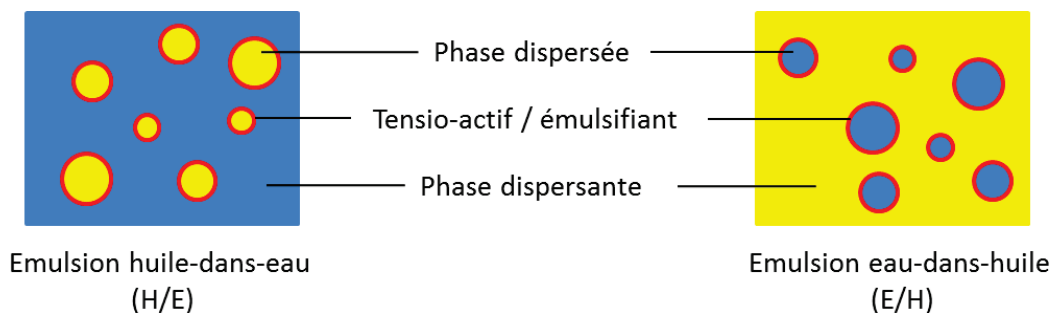 Phase dispersée
Tensio-actif / émulsifiant
Phase dispersante
Emulsion huile-dans-eau
(H/E)
Emulsion eau-dans-huile
(E/H)